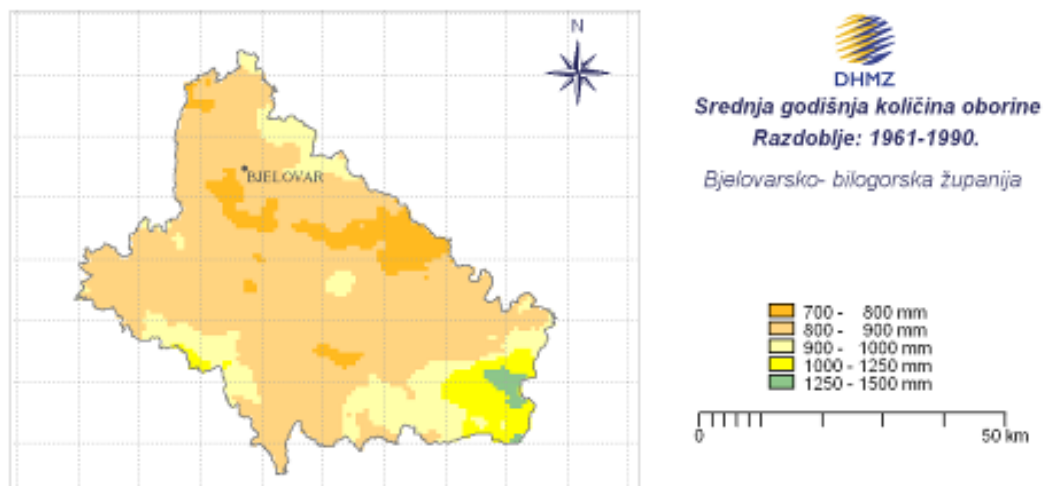 N
BJELOVAR
DHMZ
Srednja godišnja količina oborine
Razdoblje: 1961-1990.
Bjelovarsko- bilogorska županija
700 - 800 mm
800 - 900 mm
900 - 1000 mm
1000 - 1250 mm
1250 - 1500 mm
0 50 km